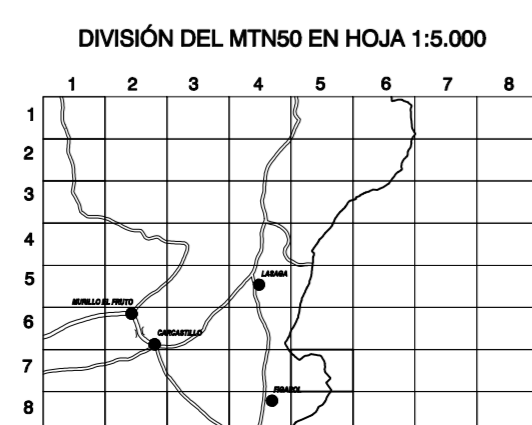 DIVISIÓN DEL MTN50 EN HOJA 1:5.000
1 2 3 4 5 6 7 8
1
2
3
4
5
LASAGA
MURILLO EL FRUTO
6
CARCASTILLO
7
8
FIGAROL